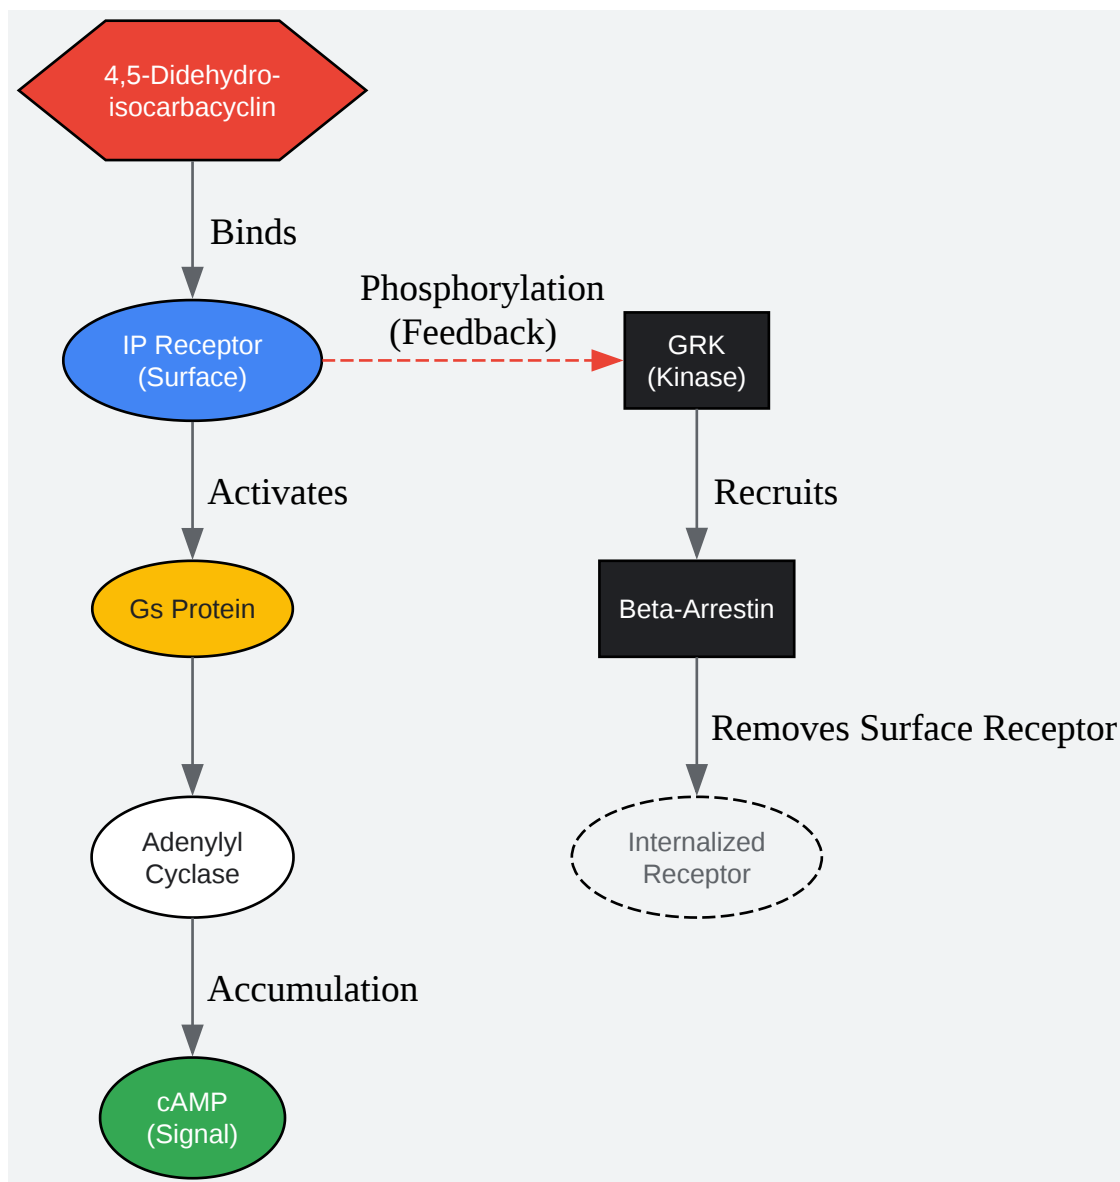 4,5-Didehydro-
isocarbacyclin
Binds
Phosphorylation
(Feedback)
IP Receptor
(Surface)
GRK
(Kinase)
Activates
Recruits
Gs Protein
Beta-Arrestin
Removes Surface Receptor
Adenylyl
Cyclase
Internalized
Receptor
Accumulation
cAMP
(Signal)